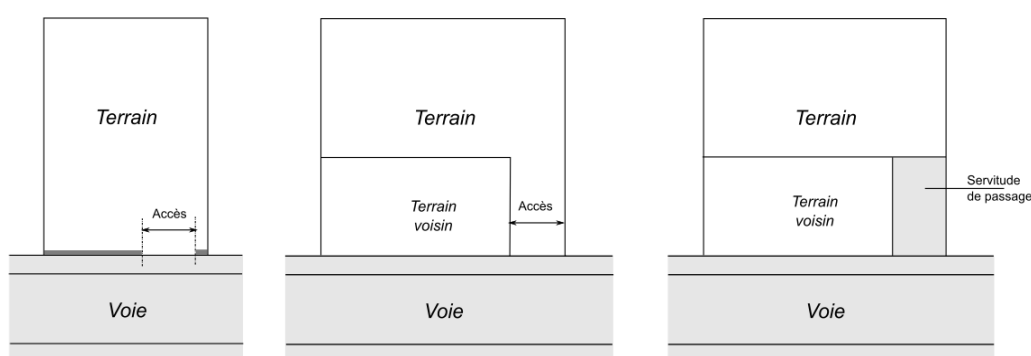 Terrain
Accès
Voie
Terrain
Terrain
voisin
Accès
Voie
Terrain
Terrain
voisin
Servitude
de passage
Voie